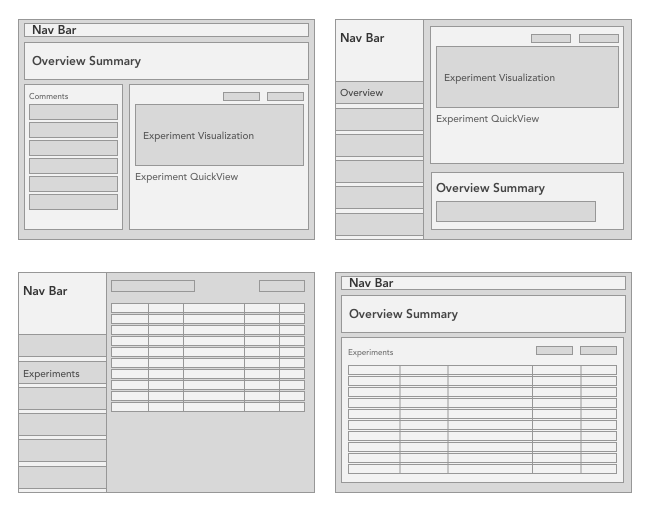 Nav Bar
Overview Summary
Comments
Experiment Visualization
Experiment QuickView
Nav Bar
Overview
Experiment Visualization
Experiment QuickView
Overview Summary
Nav Bar
Experiments
Nav Bar
Overview Summary
Experiments